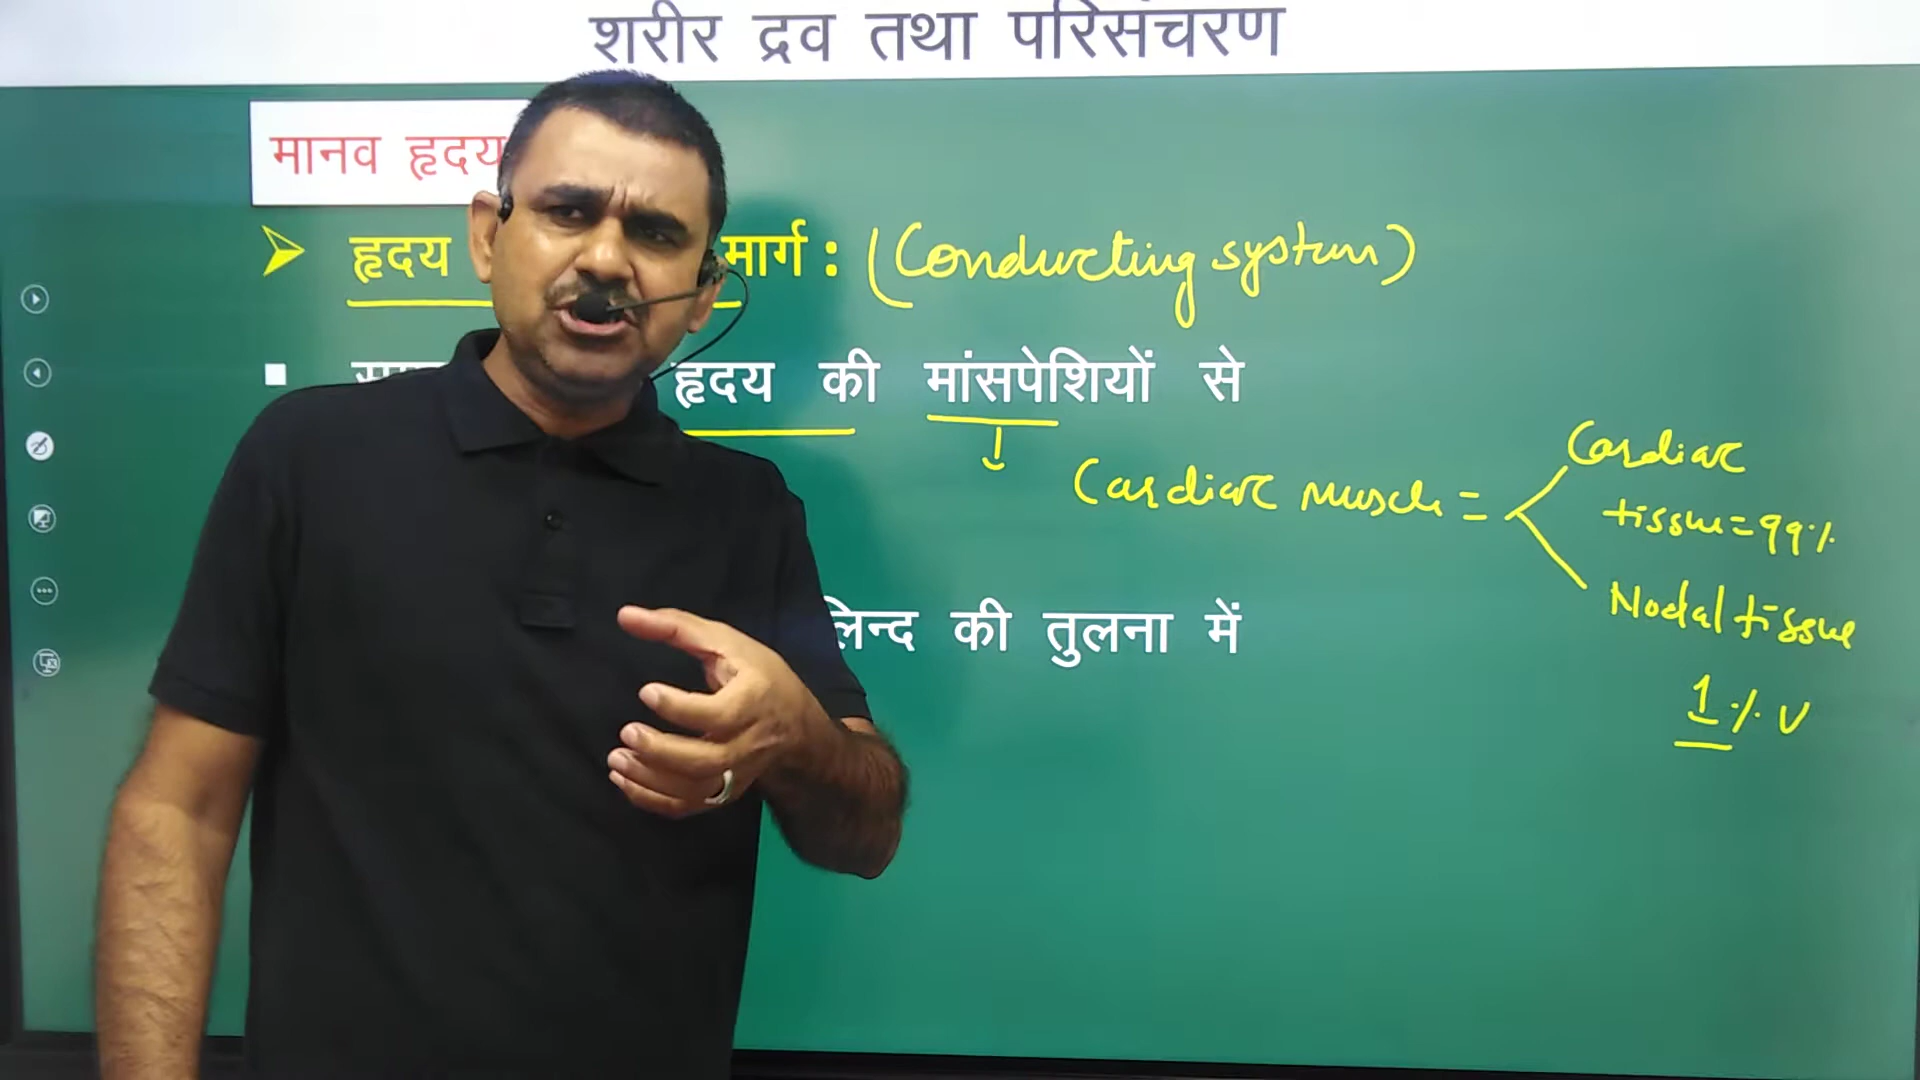 शरीर द्रव तथा परिसंचरण
मानव हृदय
हृदय मार्ग : (Conducting system)
हृदय की मांसपेशियों से
Cardiac muscle = Cardiac
tissue = 99%
Nodal tissue
1%
की तुलना में